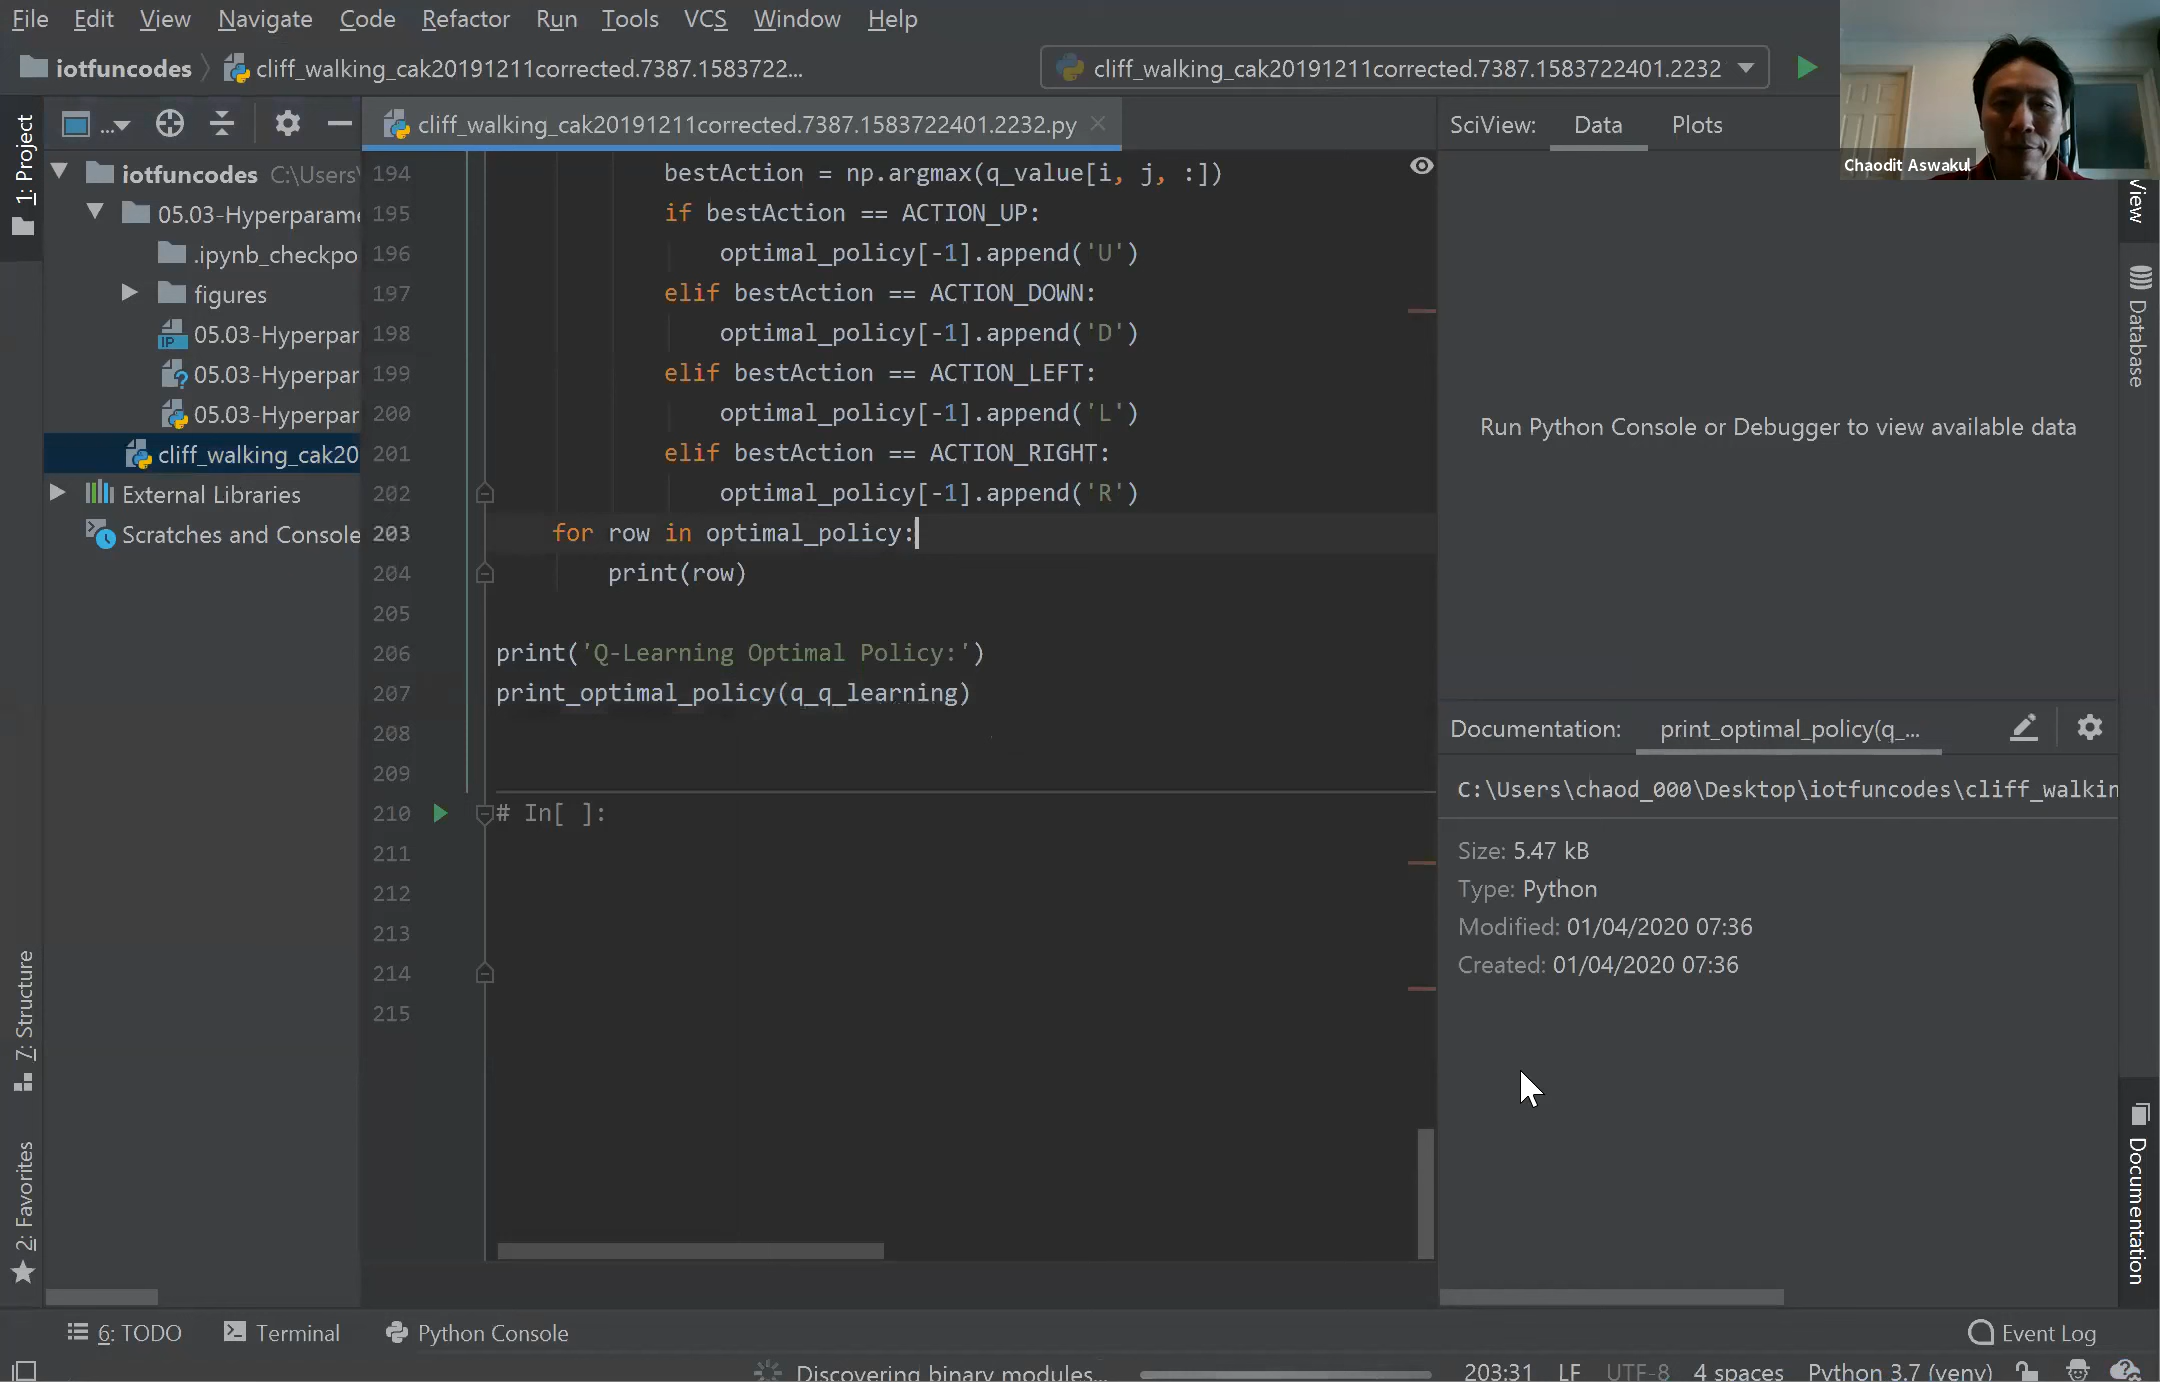 File Edit View Navigate Code Refactor Run Tools VCS Window Help
iotfuncodes cliff_walking_cak20191211corrected.7387.1583722... cliff_walking_cak20191211corrected.7387.1583722401.2232
Chaodit Aswakul
1: Project
cliff_walking_cak20191211corrected.7387.1583722401.2232.py
SciView: Data Plots
iotfuncodes C:\Users\
05.03-Hyperparame
.ipynb_checkpo
figures
05.03-Hyperpar
05.03-Hyperpar
05.03-Hyperpar
cliff_walking_cak20
External Libraries
Scratches and Console
194 bestAction = np.argmax(q_value[i, j, :])
195 if bestAction == ACTION_UP:
196 optimal_policy[-1].append('U')
197 elif bestAction == ACTION_DOWN:
198 optimal_policy[-1].append('D')
199 elif bestAction == ACTION_LEFT:
200 optimal_policy[-1].append('L')
201 elif bestAction == ACTION_RIGHT:
202 optimal_policy[-1].append('R')
203 for row in optimal_policy:
204 print(row)
205
206 print('Q-Learning Optimal Policy:')
207 print_optimal_policy(q_q_learning)
208
209
210 # In[ ]:
211
212
213
214
215
Run Python Console or Debugger to view available data
Documentation: print_optimal_policy(q_...
C:\Users\chaod_000\Desktop\iotfuncodes\cliff_walkin
Size: 5.47 kB
Type: Python
Modified: 01/04/2020 07:36
Created: 01/04/2020 07:36
View
Database
Documentation
7: Structure
2: Favorites
6: TODO Terminal Python Console Event Log
Discovering binary modules... 203:31 LF UTF-8 4 spaces Python 3.7 (venv)